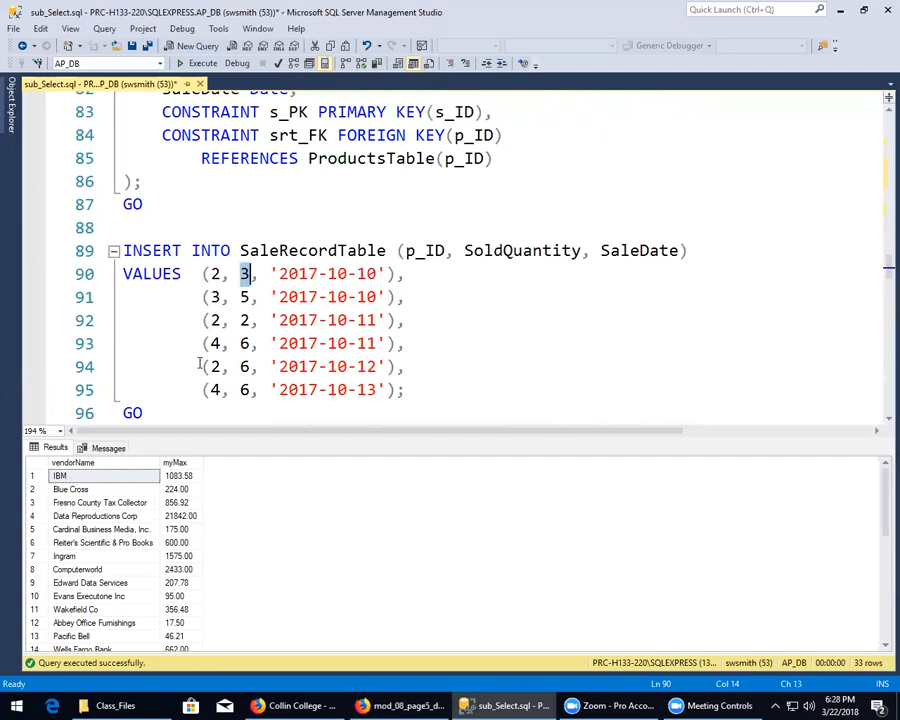 sub_Select.sql - PRC-H133-220\SQLEXPRESS.AP_DB (swsmith (53))* - Microsoft SQL Server Management Studio
Quick Launch (Ctrl+Q)
File Edit View Query Project Debug Tools Window Help
New Query
Generic Debugger
AP_DB
Execute Debug
Object Explorer
sub_Select.sql - PR...P_DB (swsmith (53))*
83 CONSTRAINT s_PK PRIMARY KEY(s_ID),
84 CONSTRAINT srt_FK FOREIGN KEY(p_ID)
85 REFERENCES ProductsTable(p_ID)
86 );
87 GO
88
89 INSERT INTO SaleRecordTable (p_ID, SoldQuantity, SaleDate)
90 VALUES (2, 3, '2017-10-10'),
91 (3, 5, '2017-10-10'),
92 (2, 2, '2017-10-11'),
93 (4, 6, '2017-10-11'),
94 (2, 6, '2017-10-12'),
95 (4, 6, '2017-10-13');
96 GO
194 %
Results Messages
vendorName myMax
1 IBM 1083.58
2 Blue Cross 224.00
3 Fresno County Tax Collector 856.92
4 Data Reproductions Corp 21842.00
5 Cardinal Business Media, Inc. 175.00
6 Reiter's Scientific & Pro Books 600.00
7 Ingram 1575.00
8 Computerworld 2433.00
9 Edward Data Services 207.78
10 Evans Executone Inc 95.00
11 Wakefield Co 356.48
12 Abbey Office Furnishings 17.50
13 Pacific Bell 46.21
14 Wells Fargo Bank 662.00
Query executed successfully. PRC-H133-220\SQLEXPRESS (13... swsmith (53) AP_DB 00:00:00 33 rows
Ready Ln 90 Col 14 Ch 13 INS
Class_Files Collin College - ... mod_08_page5_d... sub_Select.sql - P... Zoom - Pro Acco... Meeting Controls
6:28 PM
3/22/2018